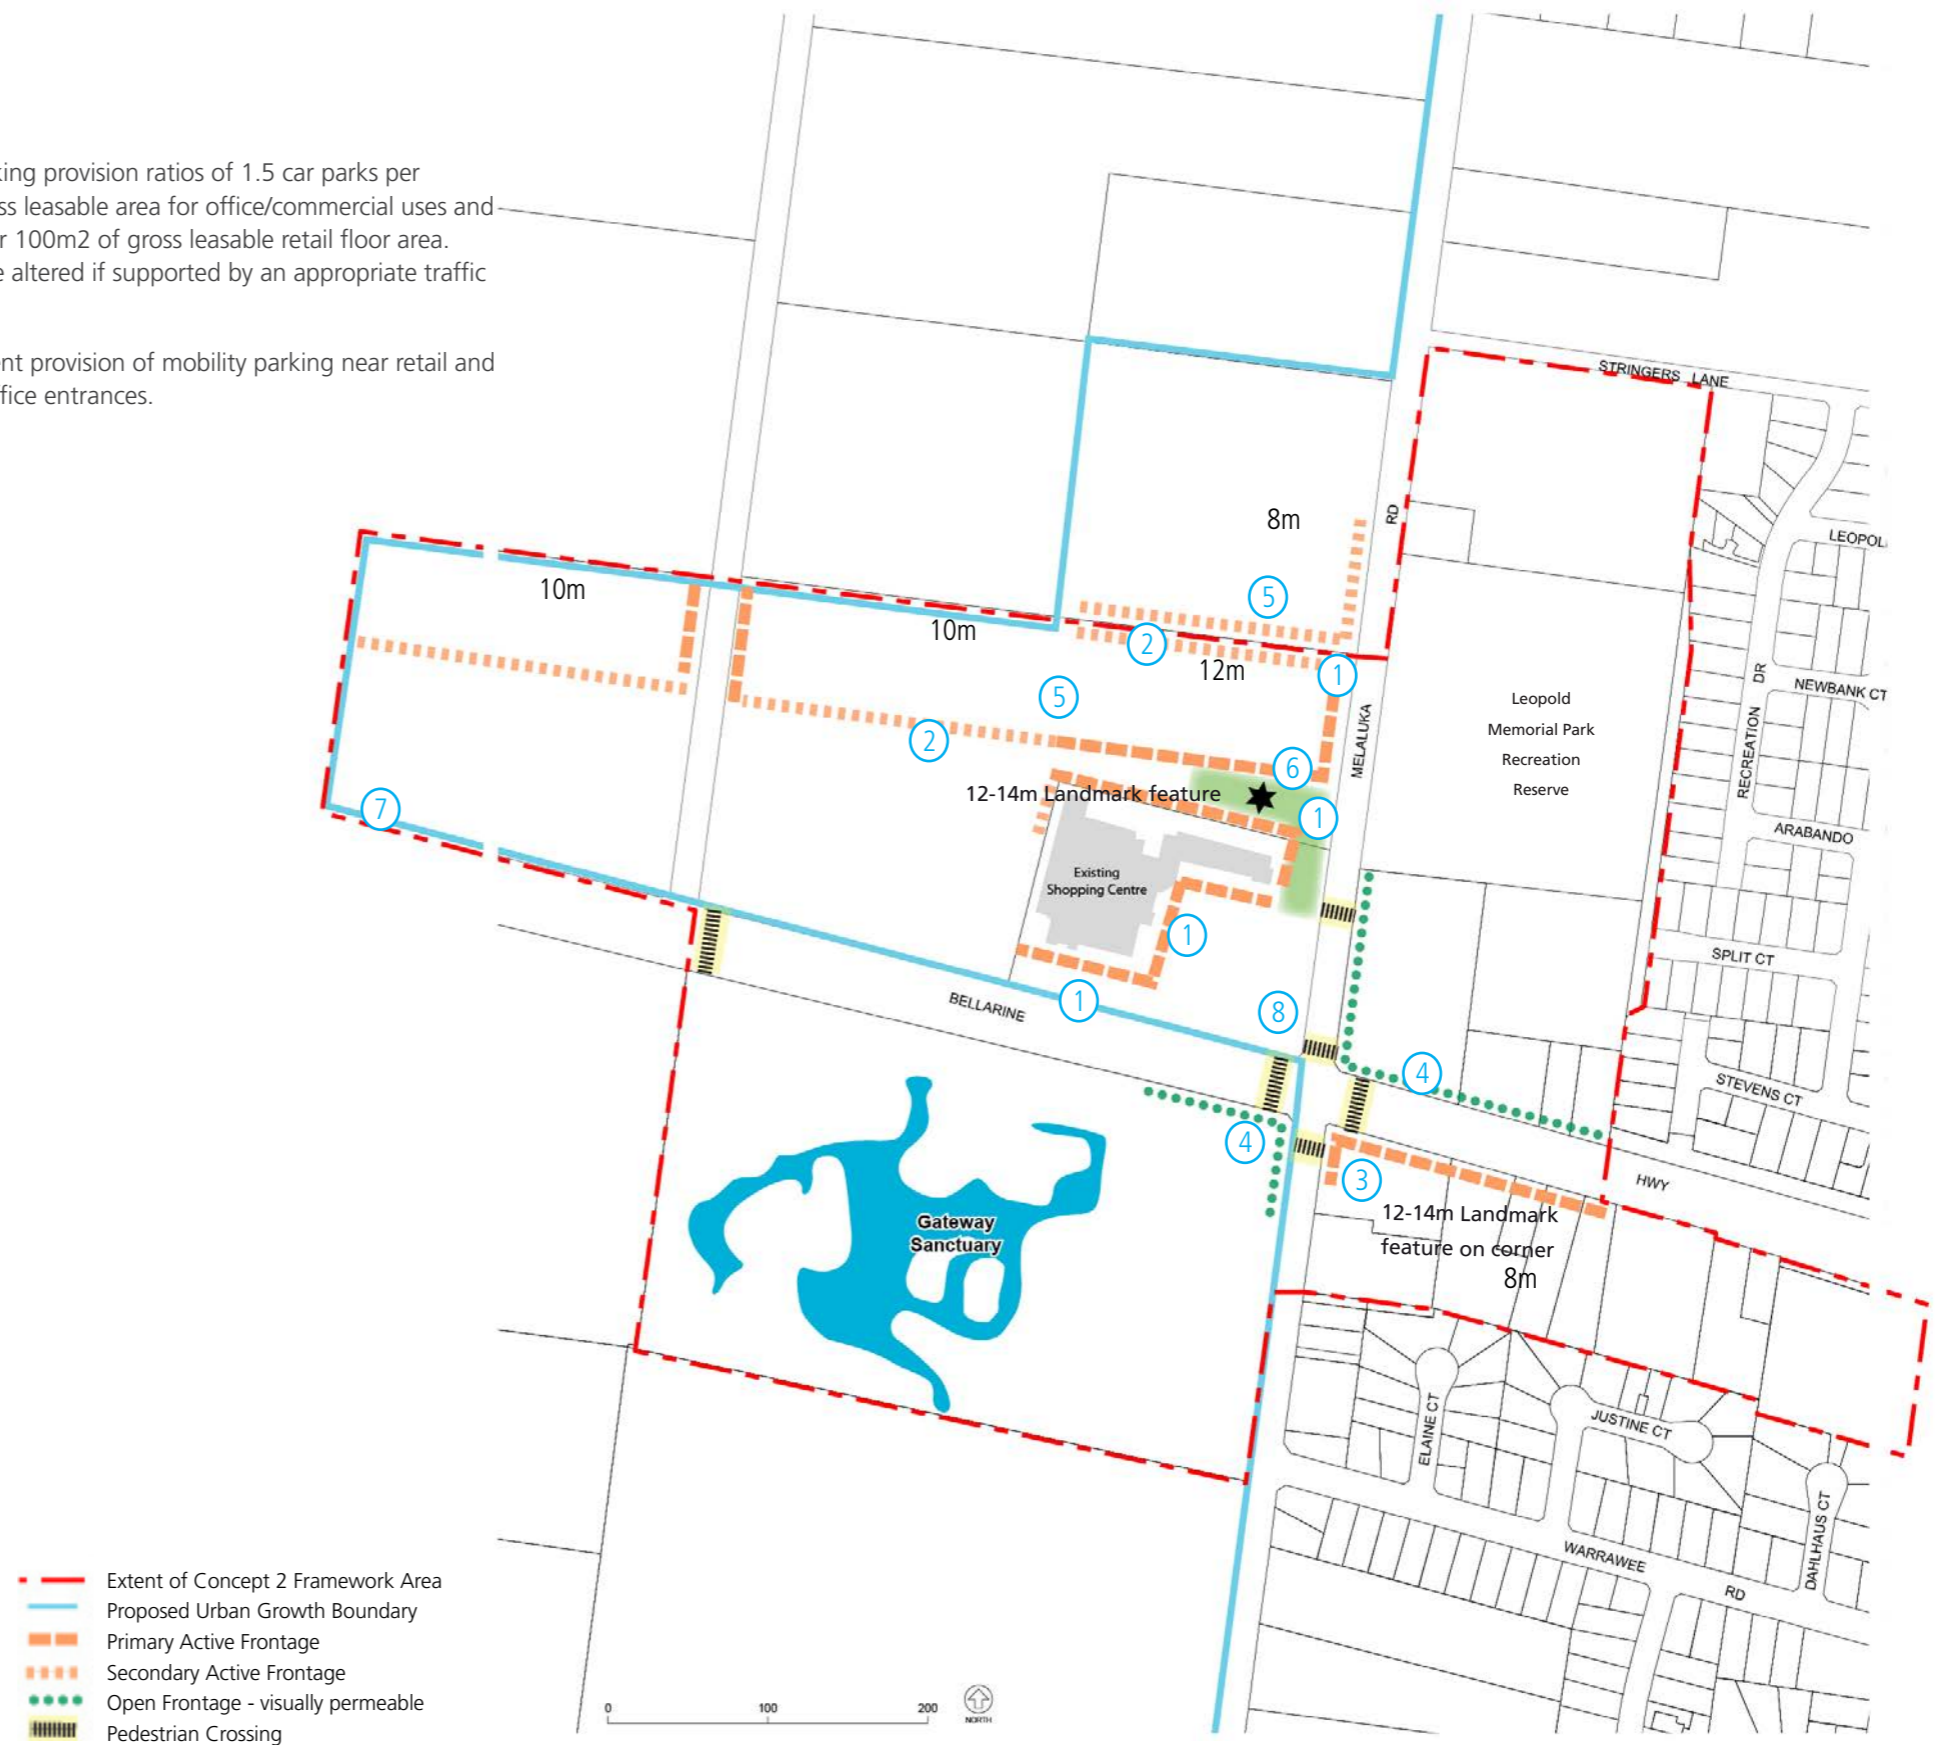 king provision ratios of 1.5 car parks per
ss leasable area for office/commercial uses and
r 100m2 of gross leasable retail floor area.
e altered if supported by an appropriate traffic
ent provision of mobility parking near retail and
fice entrances.
STRINGERS LANE
8m
RD
LEOPOL
10m
5
10m
2
12m
1
5
Leopold
Memorial Park
Recreation
Reserve
RECREATION DR
NEWBANK CT
2
MELALUKA
6
12-14m Landmark feature
7
1
ARABANDO
Existing
Shopping Centre
1
SPLIT CT
BELLARINE
1
8
4
STEVENS CT
4
3
HWY
12-14m Landmark
feature on corner
8m
Gateway
Sanctuary
ELAINE CT
JUSTINE CT
DAHLHAUS CT
WARRAWEE RD
Extent of Concept 2 Framework Area
Proposed Urban Growth Boundary
Primary Active Frontage
Secondary Active Frontage
Open Frontage - visually permeable
Pedestrian Crossing
0 100 200
NORTH